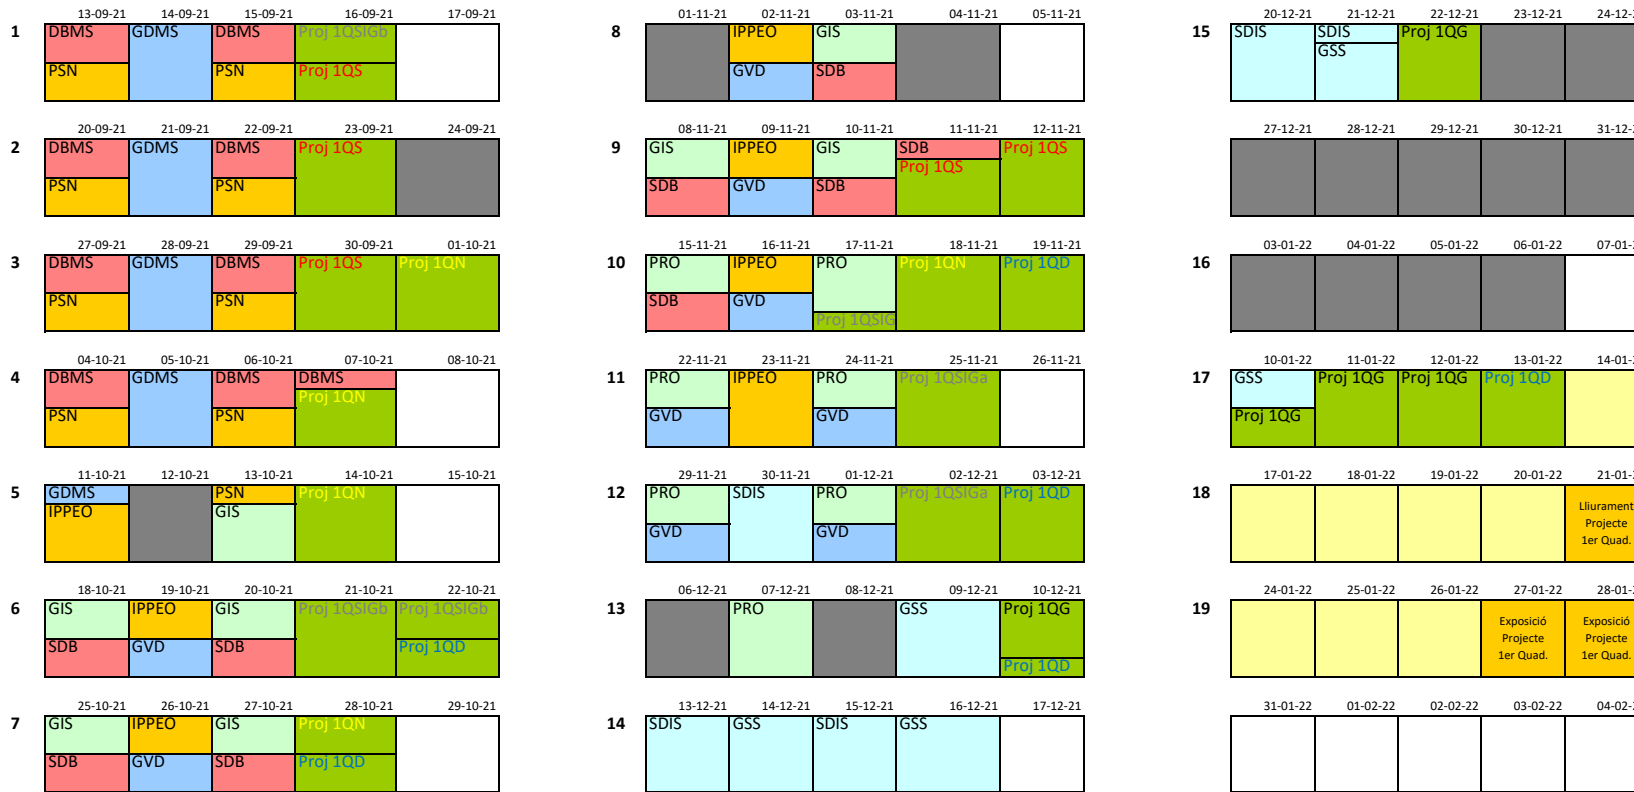 13-09-21 14-09-21 15-09-21 16-09-21 17-09-21
1 DBMS GDMS DBMS Proj 1QSIGb
PSN PSN Proj 1QS
20-09-21 21-09-21 22-09-21 23-09-21 24-09-21
2 DBMS GDMS DBMS Proj 1QS
PSN PSN
27-09-21 28-09-21 29-09-21 30-09-21 01-10-21
3 DBMS GDMS DBMS Proj 1QS Proj 1QN
PSN PSN
04-10-21 05-10-21 06-10-21 07-10-21 08-10-21
4 DBMS GDMS DBMS DBMS
Proj 1QN
PSN PSN
11-10-21 12-10-21 13-10-21 14-10-21 15-10-21
5 GDMS PSN Proj 1QN
IPPEO GIS
18-10-21 19-10-21 20-10-21 21-10-21 22-10-21
6 GIS IPPEO GIS Proj 1QSIGb Proj 1QSIGb
SDB GVD SDB Proj 1QD
25-10-21 26-10-21 27-10-21 28-10-21 29-10-21
7 GIS IPPEO GIS Proj 1QN
SDB GVD SDB Proj 1QD
01-11-21 02-11-21 03-11-21 04-11-21 05-11-21
8 IPPEO GIS
GVD SDB
08-11-21 09-11-21 10-11-21 11-11-21 12-11-21
9 GIS IPPEO GIS SDB Proj 1QS
Proj 1QS
SDB GVD SDB
15-11-21 16-11-21 17-11-21 18-11-21 19-11-21
10 PRO IPPEO PRO Proj 1QN Proj 1QD
SDB GVD
Proj 1QSIG
22-11-21 23-11-21 24-11-21 25-11-21 26-11-21
11 PRO IPPEO PRO Proj 1QSIGa
GVD GVD
29-11-21 30-11-21 01-12-21 02-12-21 03-12-21
12 PRO SDIS PRO Proj 1QSIGa Proj 1QD
GVD GVD
06-12-21 07-12-21 08-12-21 09-12-21 10-12-21
13 PRO GSS Proj 1QG
Proj 1QD
13-12-21 14-12-21 15-12-21 16-12-21 17-12-21
14 SDIS GSS SDIS GSS
20-12-21 21-12-21 22-12-21 23-12-21 24-12-
15 SDIS SDIS Proj 1QG
GSS
27-12-21 28-12-21 29-12-21 30-12-21 31-12-
03-01-22 04-01-22 05-01-22 06-01-22 07-01-
16
10-01-22 11-01-22 12-01-22 13-01-22 14-01-
17 GSS Proj 1QG Proj 1QG Proj 1QD
Proj 1QG
17-01-22 18-01-22 19-01-22 20-01-22 21-01-
18 Lliurament
Projecte
1er Quad.
24-01-22 25-01-22 26-01-22 27-01-22 28-01-
19 Exposició Exposició
Projecte Projecte
1er Quad. 1er Quad.
31-01-22 01-02-22 02-02-22 03-02-22 04-02-